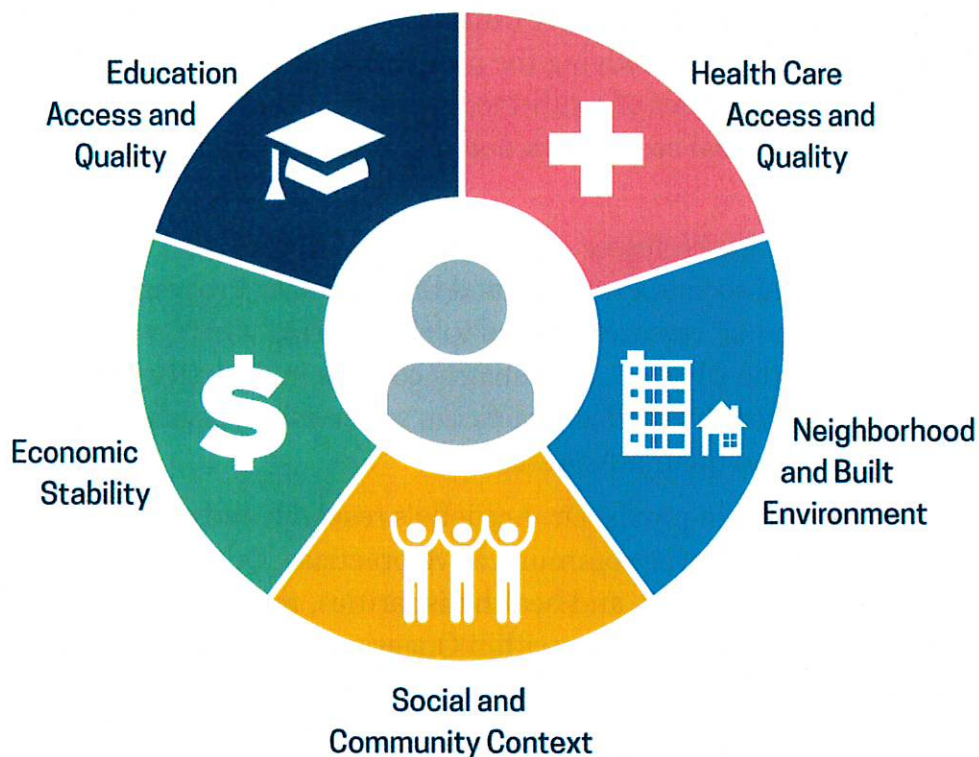 Education
Access and
Quality
Health Care
Access and
Quality
Economic
Stability
$
Neighborhood
and Built
Environment
Social and
Community Context